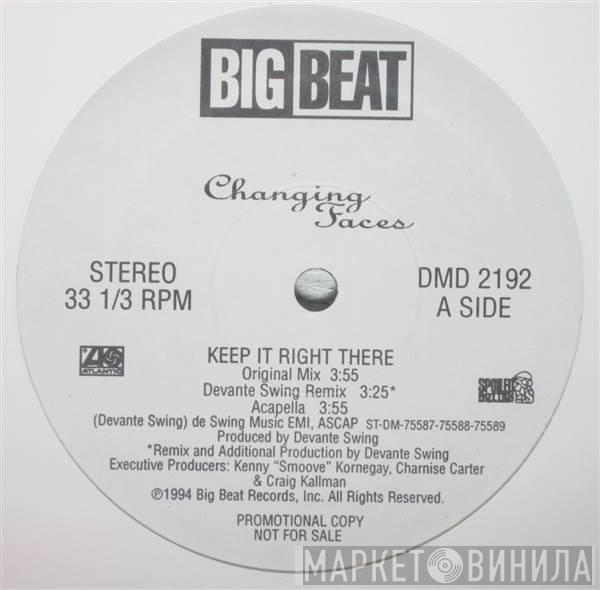 BIG BEAT
Changing
Faces
STEREO
33 1/3 RPM
DMD 2192
A SIDE
ATLANTIC
SPOILED
KEEP IT RIGHT THERE
Original Mix 3:55
Devante Swing Remix 3:25*
Acapella 3:55
(Devante Swing) de Swing Music EMI, ASCAP ST-DM-75587-75588-75589
Produced by Devante Swing
*Remix and Additional Production by Devante Swing
Executive Producers: Kenny "Smoove" Kornegay, Charnise Carter
& Craig Kallman
℗1994 Big Beat Records, Inc. All Rights Reserved.
PROMOTIONAL COPY
NOT FOR SALE
МАРКЕТ ВИНИЛА